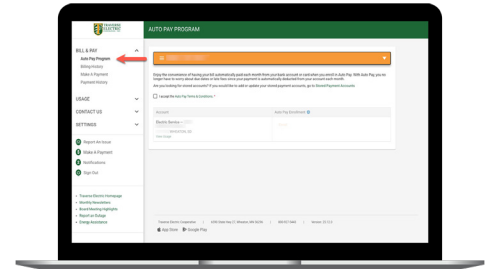 TRAVERSE
ELECTRIC
AUTO PAY PROGRAM
BILL & PAY
Auto Pay Program
Billing History
Make A Payment
Payment History
USAGE
CONTACT US
SETTINGS
Report An Issue
Make A Payment
Notifications
Sign Out
Traverse Electric Homepage
Monthly Newsletters
Board Meeting Highlights
Report an Outage
Energy Assistance
Enjoy the convenience of having your bill automatically paid each month from your bank account or card when you enroll in Auto Pay. With Auto Pay, you no
longer have to worry about due dates or late fees since your payment is automatically deducted from your account each month.
Are you looking for stored accounts? If you would like to add or update your stored payment accounts, go to Stored Payment Accounts.
I accept the Auto Pay Terms & Conditions. *
Account
Auto Pay Enrollment
Electric Service -
View Usage
Traverse Electric Cooperative
App Store
Google Play